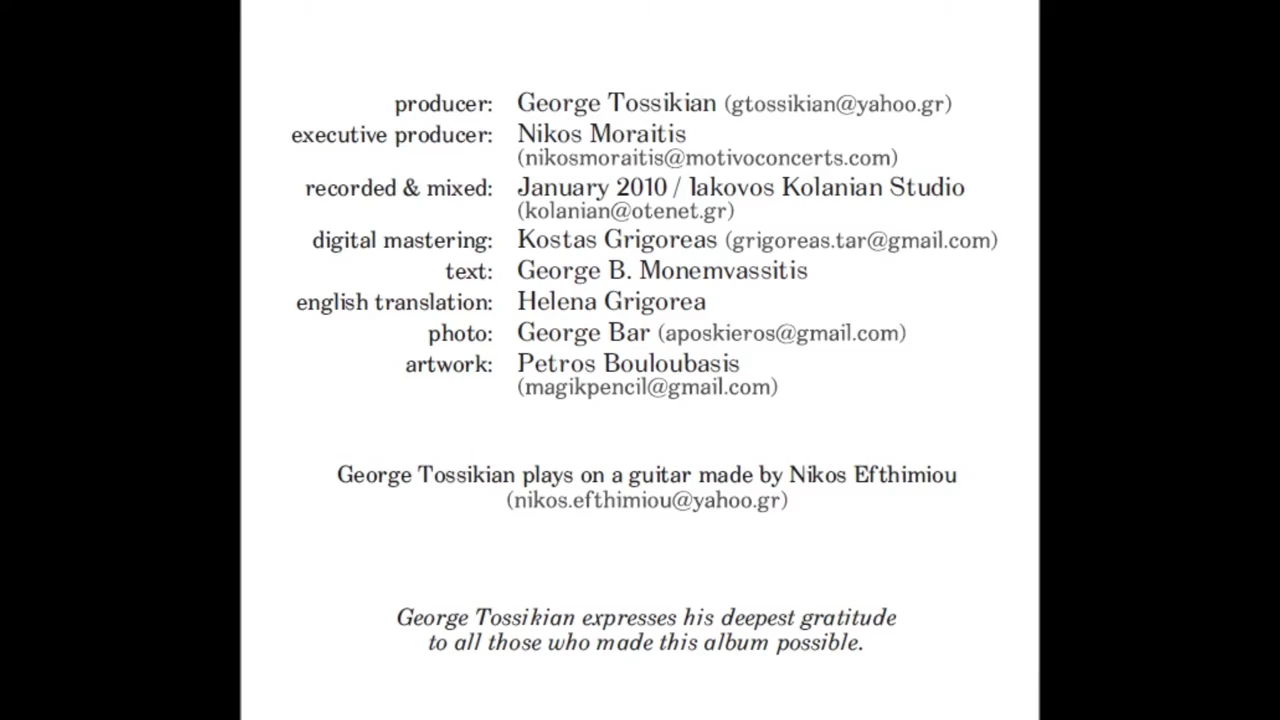 producer: George Tossikian (gtossikian@yahoo.gr)
executive producer: Nikos Moraitis
(nikosmoraitis@motivoconcerts.com)
recorded & mixed: January 2010 / Iakovos Kolanian Studio
(kolanian@otenet.gr)
digital mastering: Kostas Grigoreas (grigoreas.tar@gmail.com)
text: George B. Monemvassitis
english translation: Helena Grigorea
photo: George Bar (aposkieros@gmail.com)
artwork: Petros Bouloubasis
(magikpencil@gmail.com)
George Tossikian plays on a guitar made by Nikos Efthimiou
(nikos.efthimiou@yahoo.gr)
George Tossikian expresses his deepest gratitude
to all those who made this album possible.